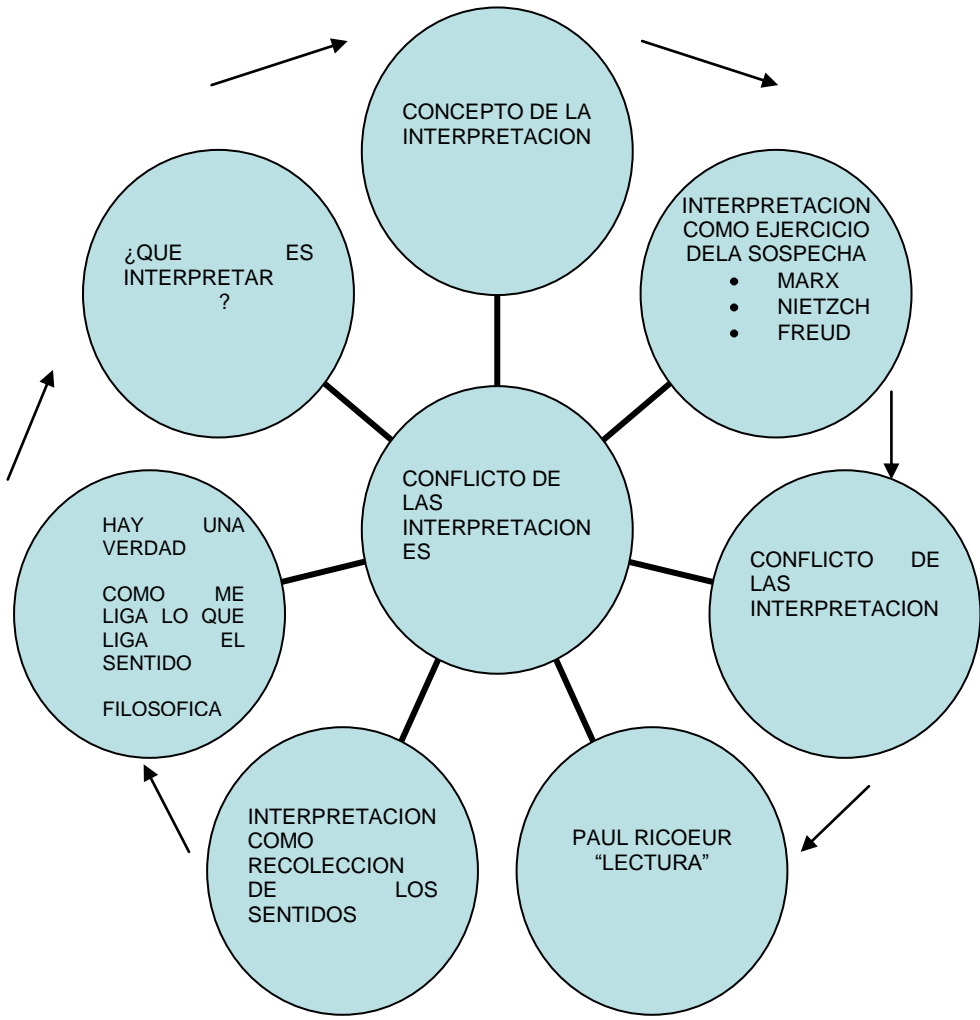 CONCEPTO DE LA
INTERPRETACION
INTERPRETACION
COMO EJERCICIO
DELA SOSPECHA
• MARX
• NIETZCH
• FREUD
CONFLICTO DE
LAS
INTERPRETACION
PAUL RICOEUR
“LECTURA”
INTERPRETACION
COMO
RECOLECCION
DE LOS
SENTIDOS
HAY UNA
VERDAD
COMO ME
LIGA LO QUE
LIGA EL
SENTIDO
FILOSOFICA
¿QUE ES
INTERPRETAR
?
CONFLICTO DE
LAS
INTERPRETACION
ES